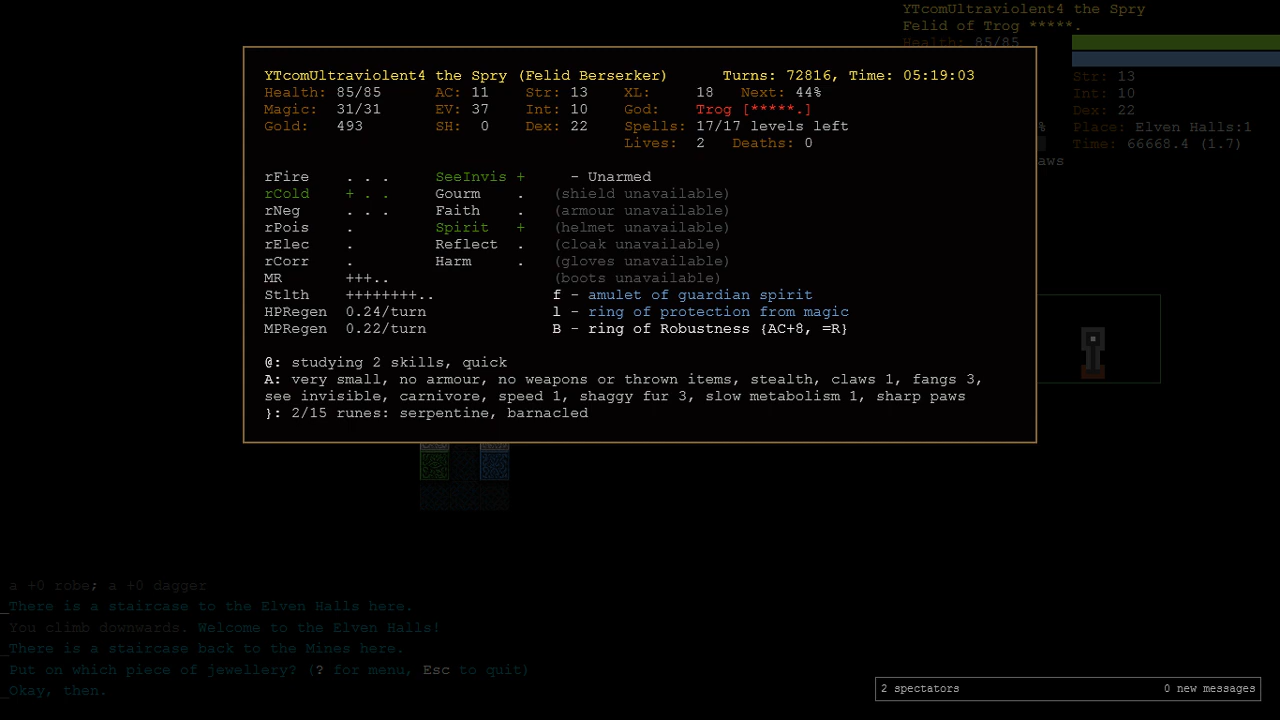 YTcomUltraviolent4 the Spry
Felid of Trog *****.
Health: 85/85
YTcomUltraviolent4 the Spry (Felid Berserker) Turns: 72816, Time: 05:19:03
Health: 85/85 AC: 11 Str: 13 XL: 18 Next: 44%
Magic: 31/31 EV: 37 Int: 10 God: Trog [*****.]
Gold: 493 SH: 0 Dex: 22 Spells: 17/17 levels left
Lives: 2 Deaths: 0
Str: 13
Int: 10
Dex: 22
% Place: Elven Halls:1
Time: 66668.4 (1.7)
aws
rFire . . . SeeInvis + - Unarmed
rCold + . . Gourm . (shield unavailable)
rNeg . . . Faith . (armour unavailable)
rPois . Spirit + (helmet unavailable)
rElec . Reflect . (cloak unavailable)
rCorr . Harm . (gloves unavailable)
MR +++.. (boots unavailable)
Stlth ++++++++.. f - amulet of guardian spirit
HPRegen 0.24/turn l - ring of protection from magic
MPRegen 0.22/turn B - ring of Robustness {AC+8, =R}
@: studying 2 skills, quick
A: very small, no armour, no weapons or thrown items, stealth, claws 1, fangs 3,
see invisible, carnivore, speed 1, shaggy fur 3, slow metabolism 1, sharp paws
}: 2/15 runes: serpentine, barnacled
a +0 robe; a +0 dagger
_There is a staircase to the Elven Halls here.
You climb downwards. Welcome to the Elven Halls!
_There is a staircase back to the Mines here.
Put on which piece of jewellery? (? for menu, Esc to quit)
_Okay, then.
2 spectators 0 new messages